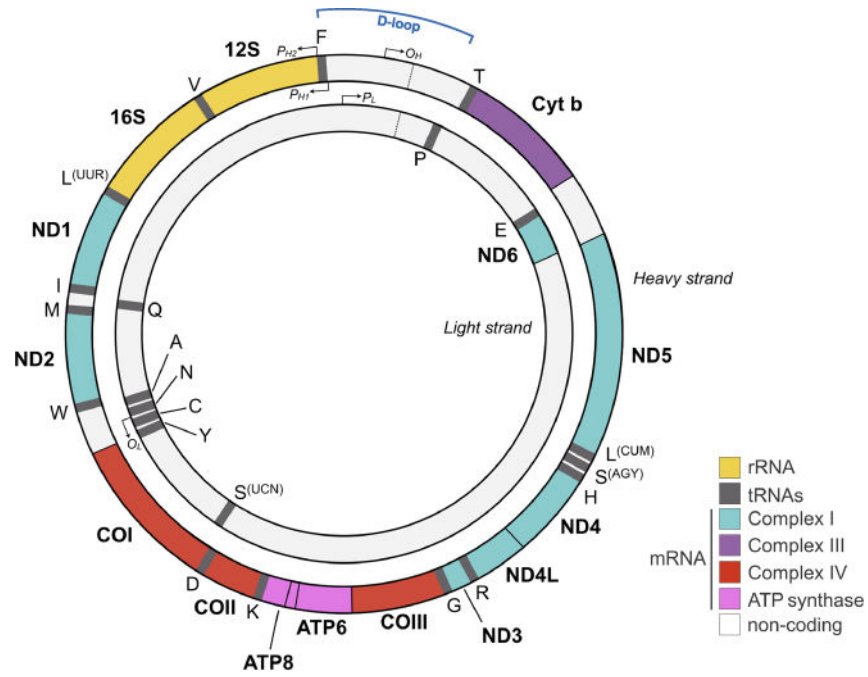 D-loop
12S
P_H2
F
O_H
T
V
P_H1
P_L
Cyt b
16S
P
L(UUR)
E
ND1
ND6
Heavy strand
I
M
Q
Light strand
ND2
ND5
A
N
W
C
Y
O_L
L(CUM)
S(AGY)
H
S(UCN)
COI
ND4
D
COII
K
ND4L
R
G
COIII
ND3
ATP6
ATP8
rRNA
tRNAs
Complex I
mRNA
Complex III
Complex IV
ATP synthase
non-coding